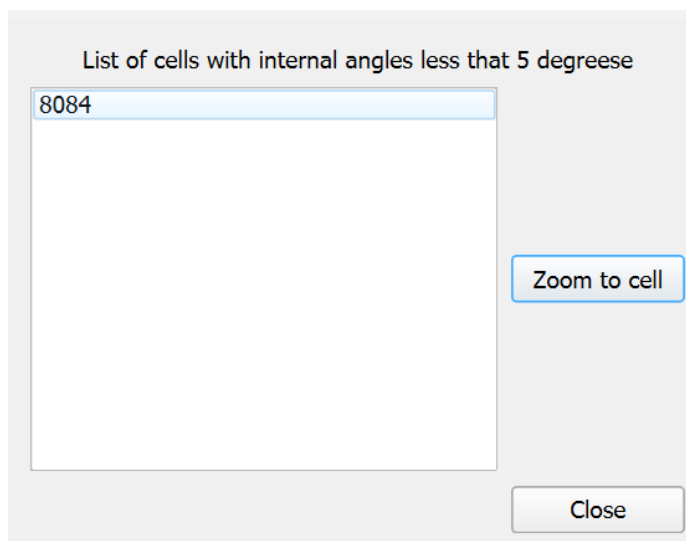 List of cells with internal angles less that 5 degreese
8084
Zoom to cell
Close